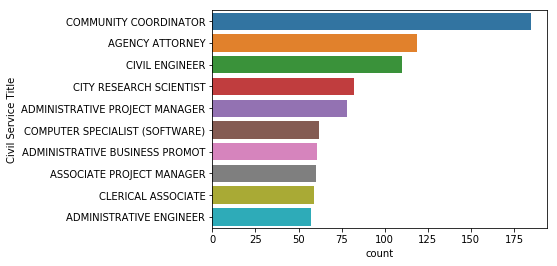 Civil Service Title
COMMUNITY COORDINATOR
AGENCY ATTORNEY
CIVIL ENGINEER
CITY RESEARCH SCIENTIST
ADMINISTRATIVE PROJECT MANAGER
COMPUTER SPECIALIST (SOFTWARE)
ADMINISTRATIVE BUSINESS PROMOT
ASSOCIATE PROJECT MANAGER
CLERICAL ASSOCIATE
ADMINISTRATIVE ENGINEER
0 25 50 75 100 125 150 175
count